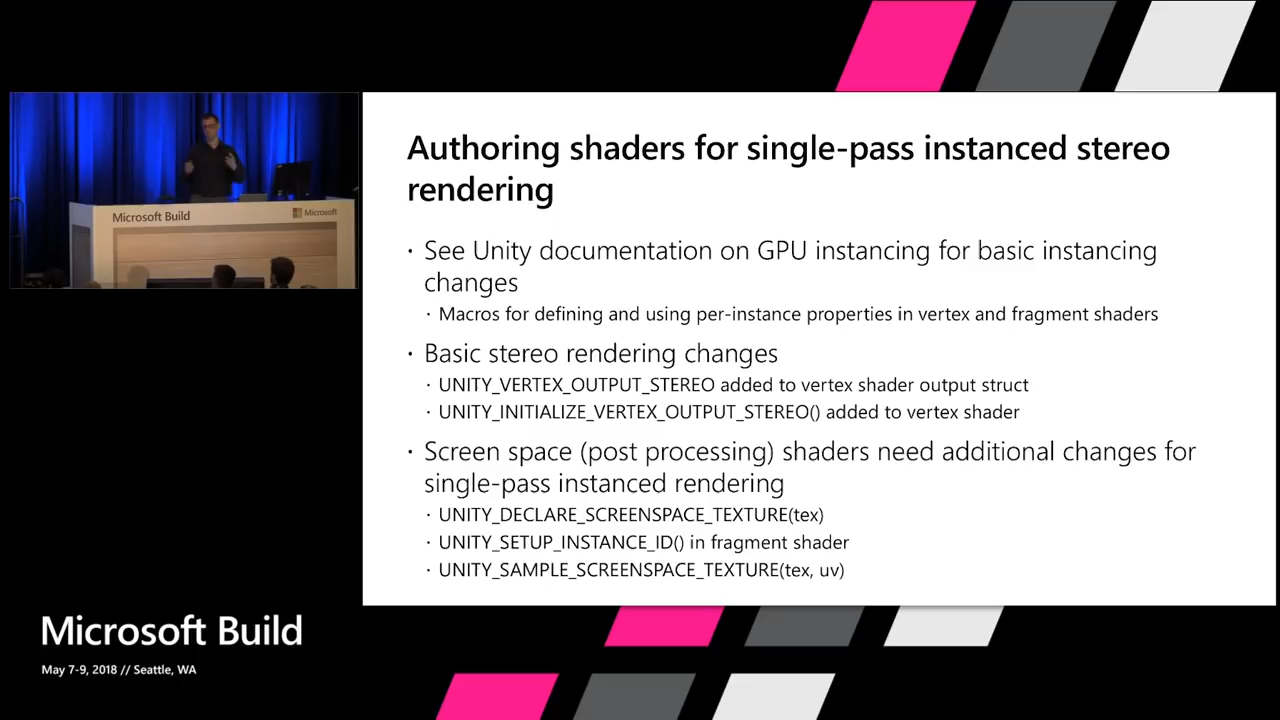 Microsoft Build
Microsoft
Authoring shaders for single-pass instanced stereo
rendering
· See Unity documentation on GPU instancing for basic instancing
changes
· Macros for defining and using per-instance properties in vertex and fragment shaders
· Basic stereo rendering changes
· UNITY_VERTEX_OUTPUT_STEREO added to vertex shader output struct
· UNITY_INITIALIZE_VERTEX_OUTPUT_STEREO() added to vertex shader
· Screen space (post processing) shaders need additional changes for
single-pass instanced rendering
· UNITY_DECLARE_SCREENSPACE_TEXTURE(tex)
· UNITY_SETUP_INSTANCE_ID() in fragment shader
· UNITY_SAMPLE_SCREENSPACE_TEXTURE(tex, uv)
Microsoft Build
May 7-9, 2018 // Seattle, WA